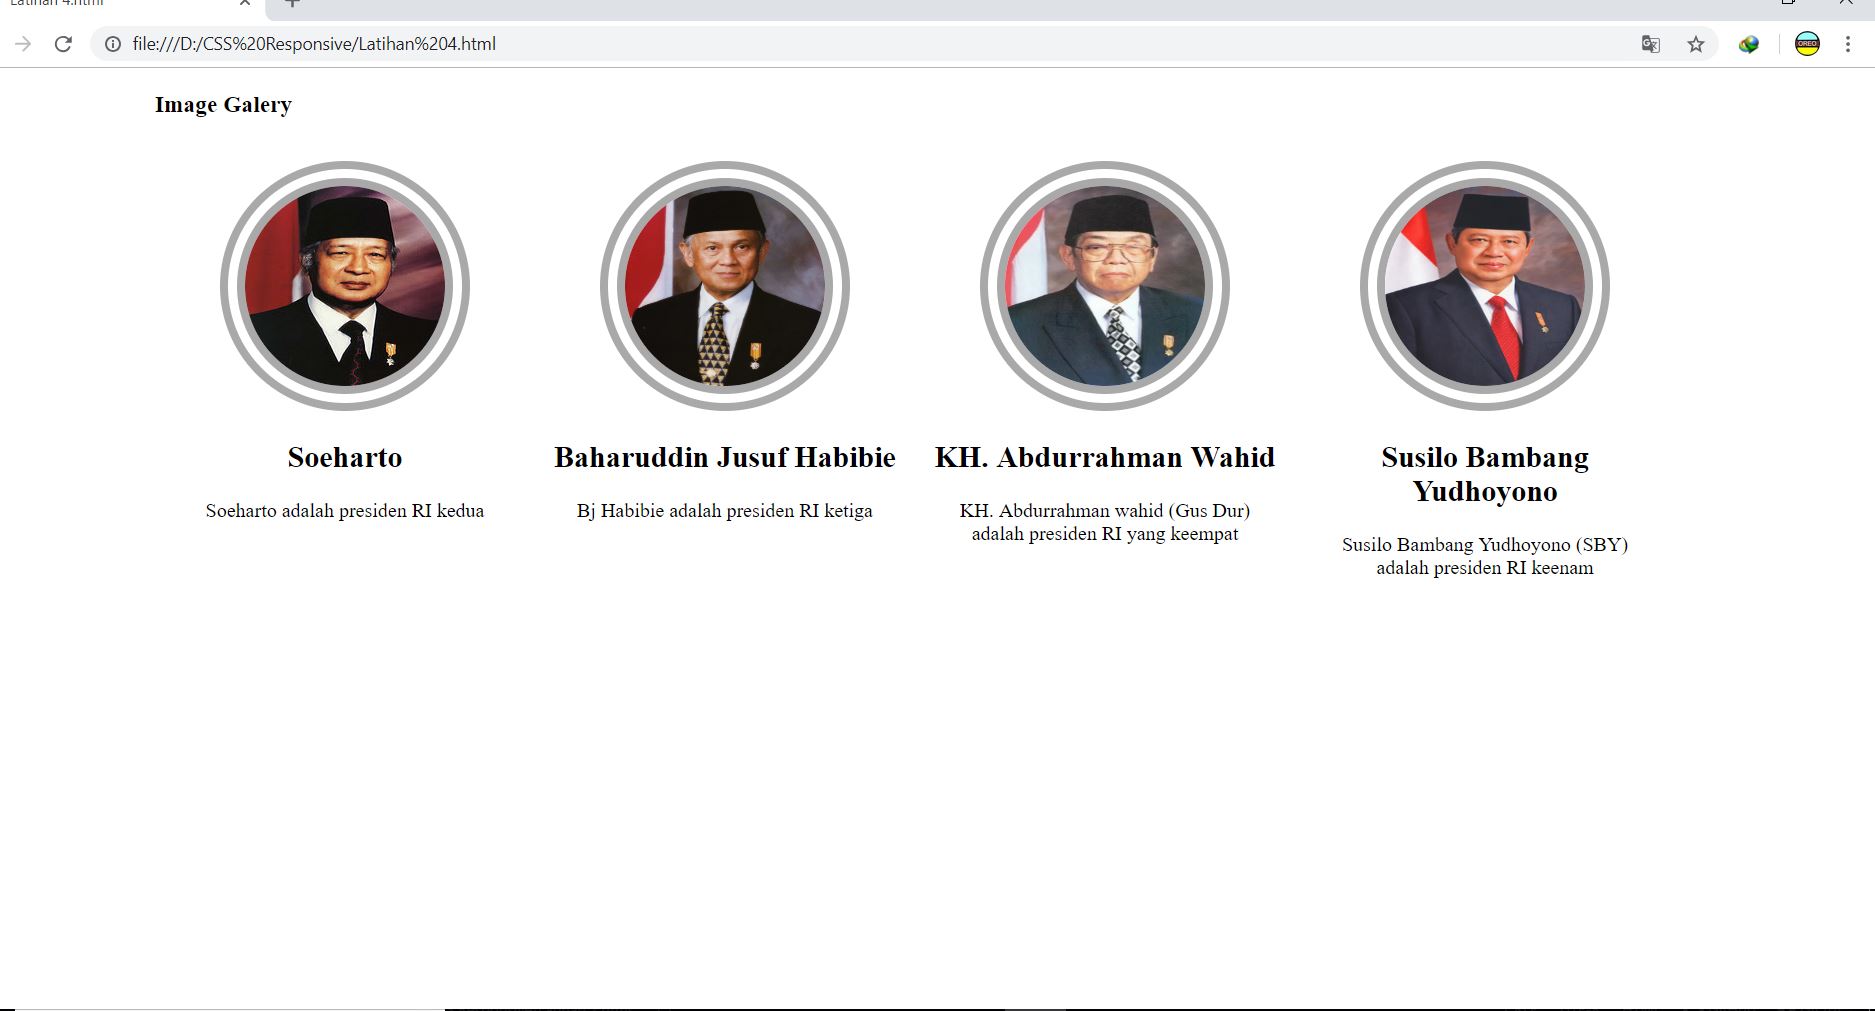 Latihan 4.html
file:///D:/CSS%20Responsive/Latihan%204.html
OREO
Image Galery
Soeharto
Soeharto adalah presiden RI kedua
Baharuddin Jusuf Habibie
Bj Habibie adalah presiden RI ketiga
KH. Abdurrahman Wahid
KH. Abdurrahman wahid (Gus Dur)
adalah presiden RI yang keempat
Susilo Bambang
Yudhoyono
Susilo Bambang Yudhoyono (SBY)
adalah presiden RI keenam